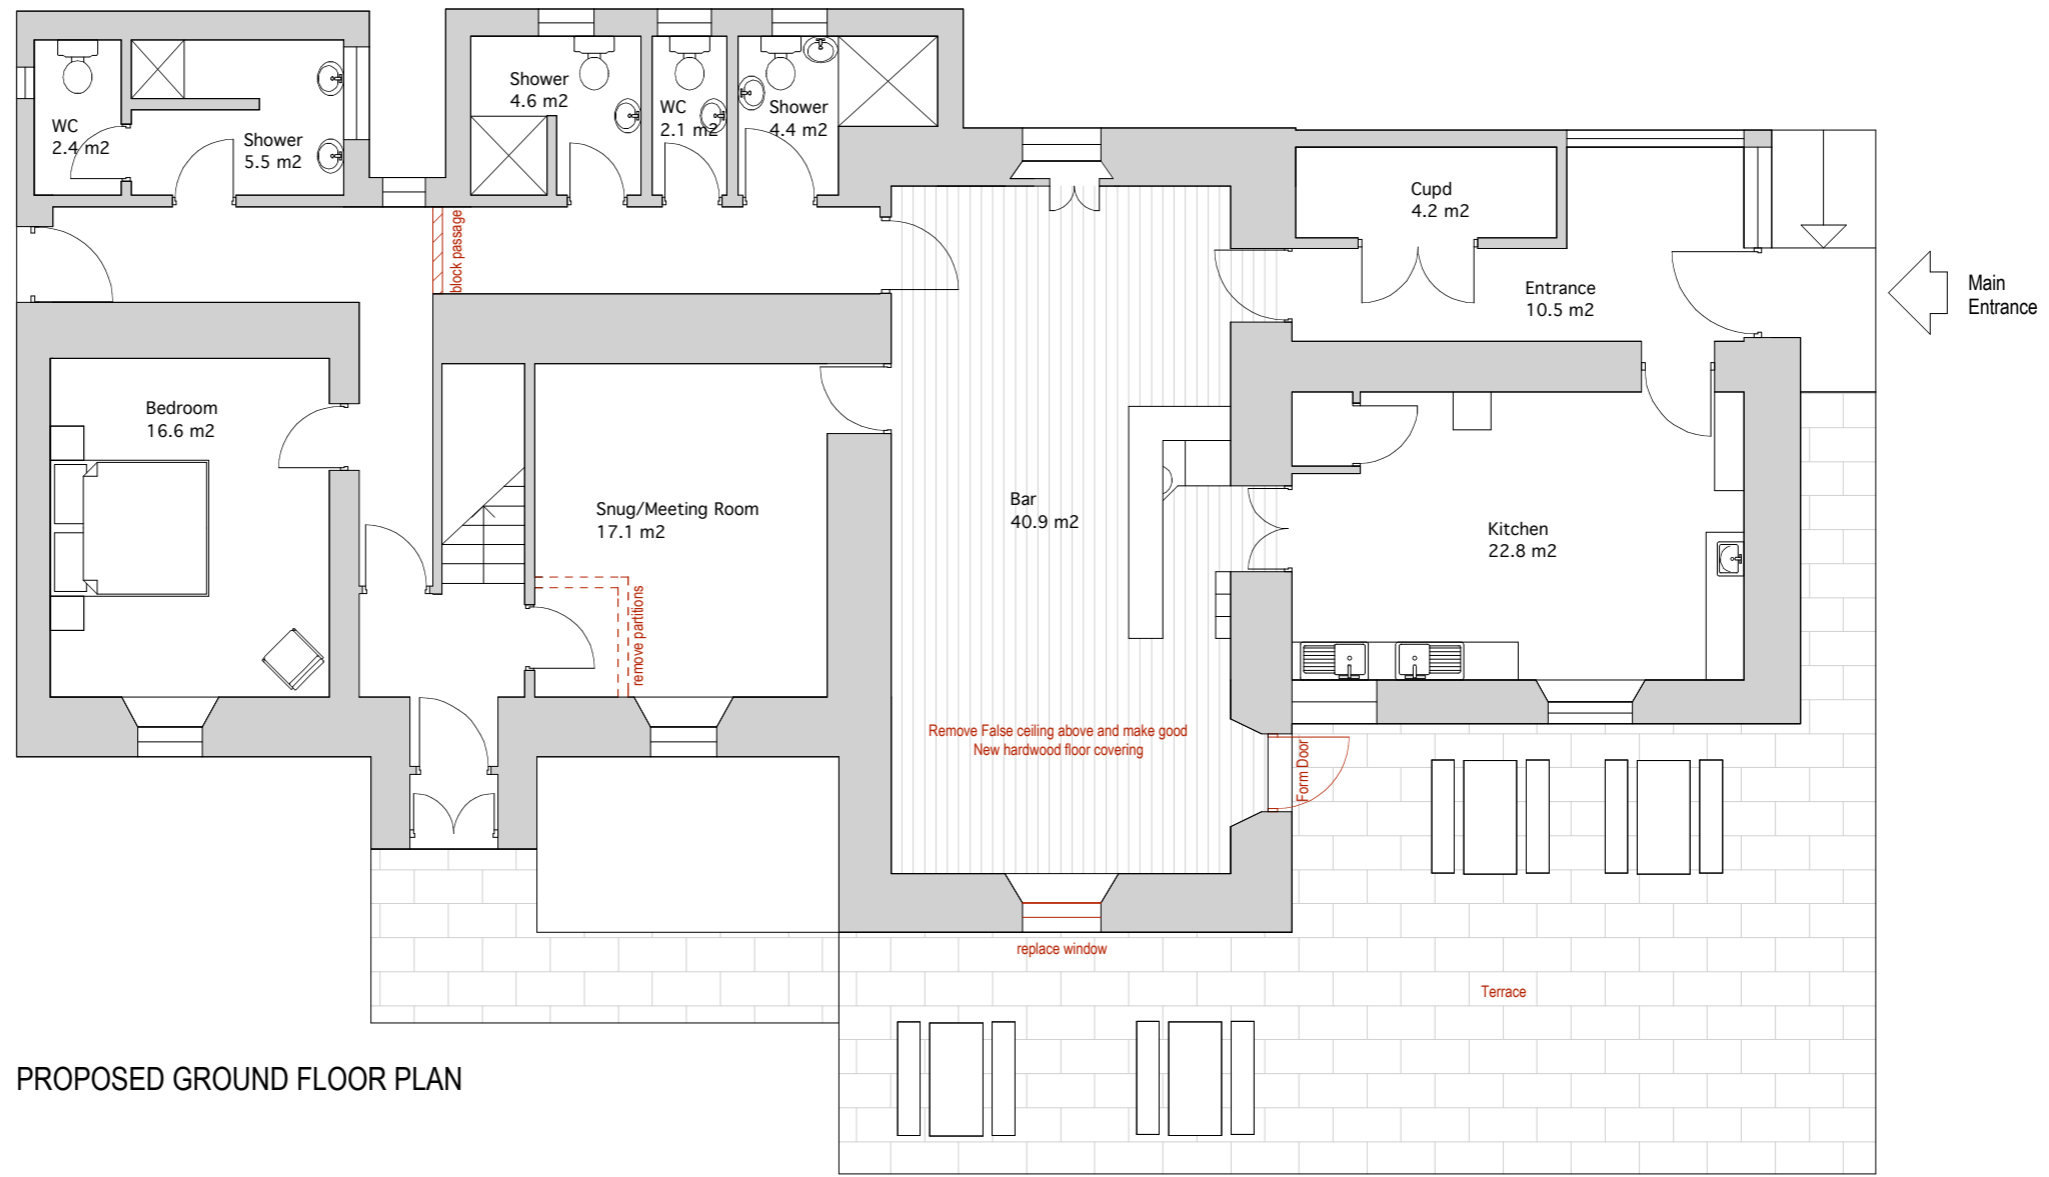 Shower
4.6 m2
WC
2.1 m2
Shower
4.4 m2
WC
2.4 m2
Shower
5.5 m2
block passage
Cupd
4.2 m2
Entrance
10.5 m2
Main
Entrance
Bedroom
16.6 m2
Snug/Meeting Room
17.1 m2
Bar
40.9 m2
Kitchen
22.8 m2
remove partitions
Remove False ceiling above and make good
New hardwood floor covering
Form Door
replace window
Terrace
PROPOSED GROUND FLOOR PLAN